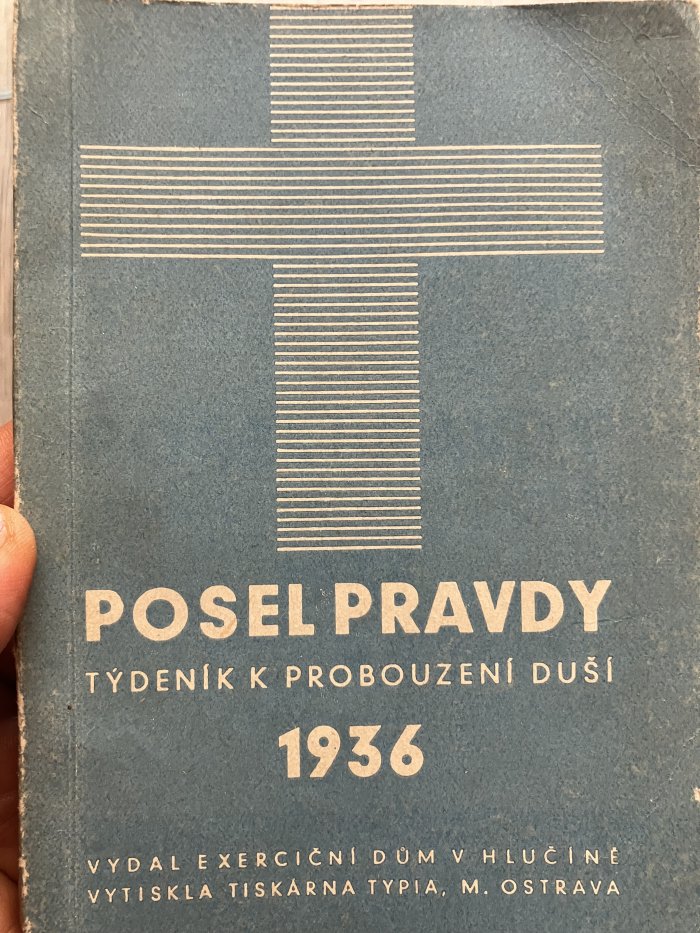 POSEL PRAVDY
TÝDENÍK K PROBOUZENÍ DUŠÍ
1936
VYDAL EXERCIČNÍ DŮM V HLUČÍNĚ
VYTISKLA TISKÁRNA TYPIA, M. OSTRAVA